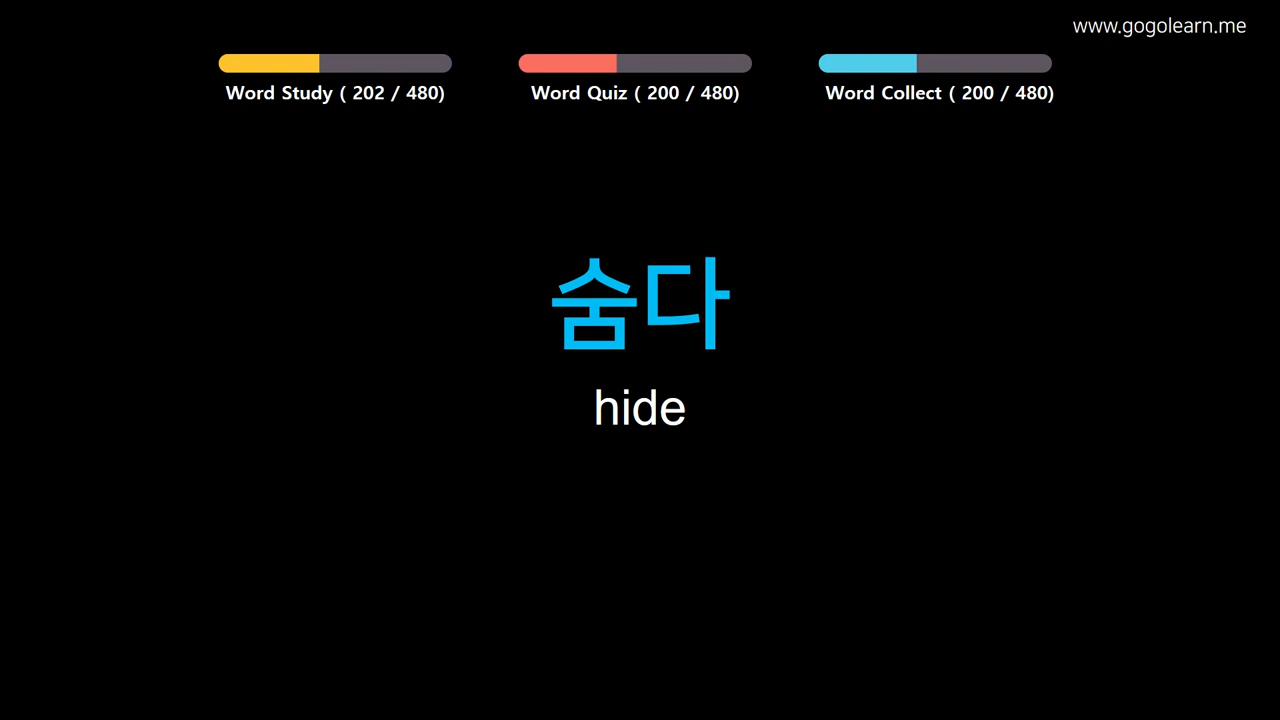 www.gogolearn.me
Word Study ( 202 / 480)
Word Quiz ( 200 / 480)
Word Collect ( 200 / 480)
숨다
hide